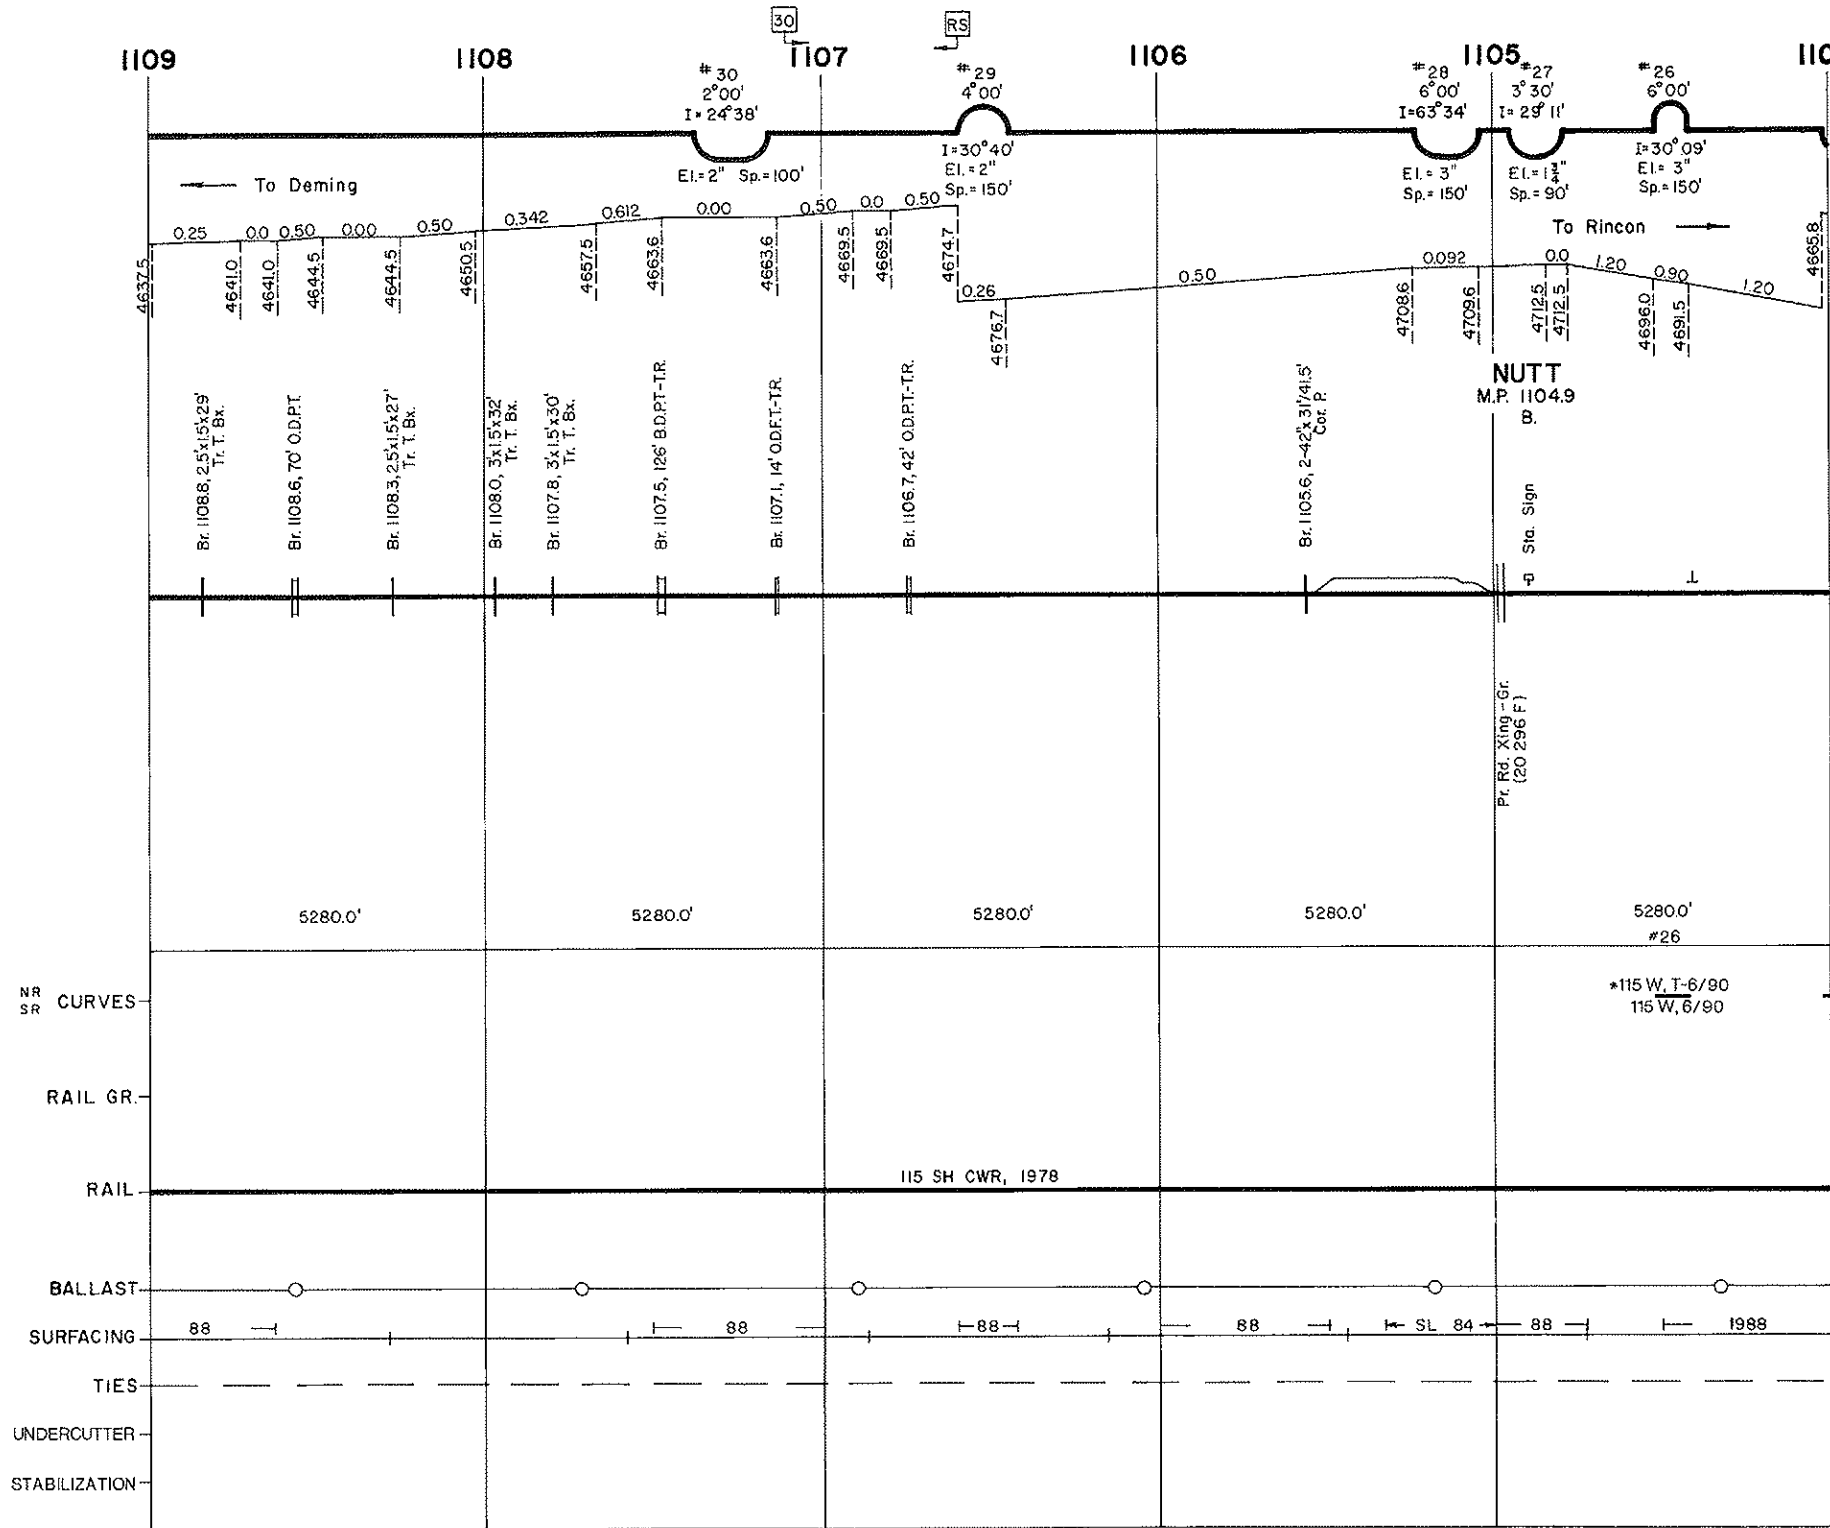 30
RS
1109
1108
1107
1106
1105
#30
2°00'
I=24°38'
El.=2" Sp.=100'
#29
4°00'
I=30°40'
El.=2"
Sp.=150'
#28
6°00'
I=63°34'
El.=3"
Sp.=150'
#27
3°30'
I=29°11'
El.=1 3/4"
Sp.=90'
#26
6°00'
I=30°09'
El.=3"
Sp.=150'
To Deming
To Rincon
0.25
0.0
0.50
0.00
0.50
0.342
0.612
0.00
0.50
0.0
0.50
0.26
0.50
0.092
0.0
1.20
0.90
1.20
4637.5
4641.0
4641.0
4644.5
4644.5
4650.5
4657.5
4663.6
4663.6
4669.5
4669.5
4674.7
4676.7
4708.6
4709.6
4712.5
4712.5
4696.0
4691.5
4665.8
NUTT
M.P. 1104.9
B.
Br. 1108.8, 2.5'x1.5'x29'
Tr. T. Bx.
Br. 1108.6, 70' O.D.P.T.
Br. 1108.3, 2.5'x1.5'x27'
Tr. T. Bx.
Br. 1108.0, 3'x1.5'x32'
Tr. T. Bx.
Br. 1107.8, 3'x1.5'x30'
Tr. T. Bx.
Br. 1107.5, 126' B.D.P.T.-T.R.
Br. 1107.1, 14' O.D.F.T.-T.R.
Br. 1106.7, 42' O.D.P.T.-T.R.
Br. 1105.6, 2-42"x31'/41.5'
Cor. P.
Sta. Sign
Pr. Rd. Xing-Gr.
(20 296 F)
5280.0'
5280.0'
5280.0'
5280.0'
5280.0'
#26
NR
SR
CURVES
*115 W, T-6/90
115 W, 6/90
RAIL GR.
RAIL
115 SH CWR, 1978
BALLAST
SURFACING
88
88
88
88
SL 84
88
1988
TIES
UNDERCUTTER
STABILIZATION